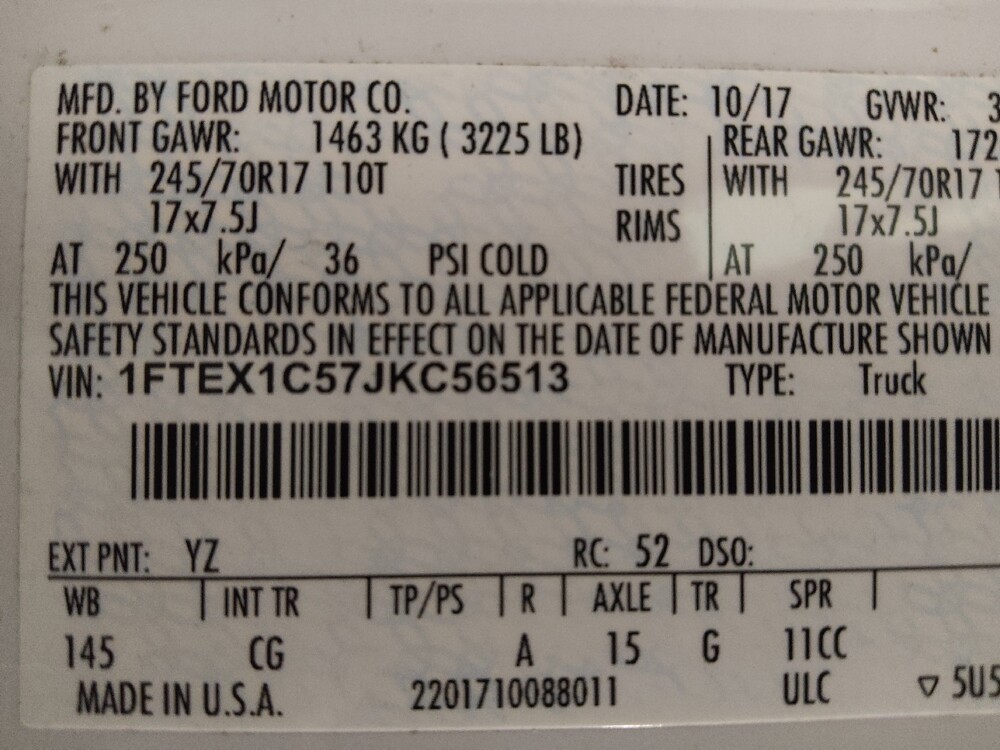 MFD. BY FORD MOTOR CO. DATE: 10/17 GVWR: 3
FRONT GAWR: 1463 KG ( 3225 LB) REAR GAWR: 172
WITH 245/70R17 110T TIRES WITH 245/70R17 1
17x7.5J RIMS 17x7.5J
AT 250 kPa/ 36 PSI COLD AT 250 kPa/
THIS VEHICLE CONFORMS TO ALL APPLICABLE FEDERAL MOTOR VEHICLE
SAFETY STANDARDS IN EFFECT ON THE DATE OF MANUFACTURE SHOWN
VIN: 1FTEX1C57JKC56513 TYPE: Truck
EXT PNT: YZ RC: 52 DSO:
WB INT TR TP/PS R AXLE TR SPR
145 CG A 15 G 11CC
MADE IN U.S.A. 2201710088011 ULC ▽ 5U5